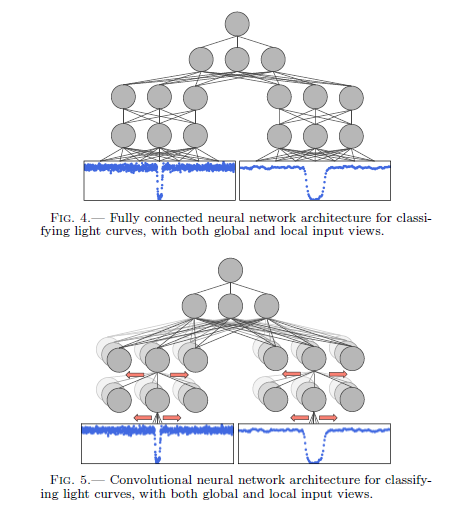 FIG. 4.— Fully connected neural network architecture for classi-
fying light curves, with both global and local input views.
FIG. 5.— Convolutional neural network architecture for classify-
ing light curves, with both global and local input views.